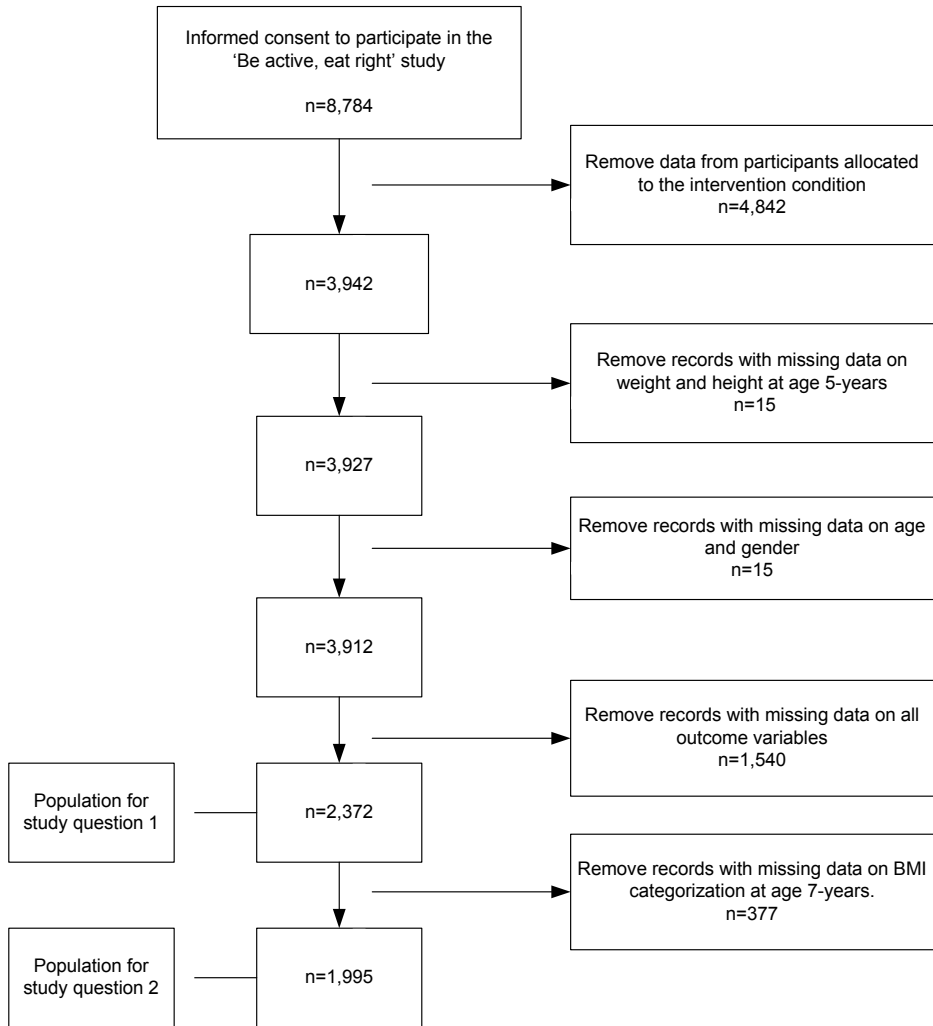 Informed consent to participate in the
'Be active, eat right' study
n=8,784
Remove data from participants allocated
to the intervention condition
n=4,842
n=3,942
Remove records with missing data on
weight and height at age 5-years
n=15
n=3,927
Remove records with missing data on age
and gender
n=15
n=3,912
Remove records with missing data on all
outcome variables
n=1,540
Population for
study question 1
n=2,372
Remove records with missing data on BMI
categorization at age 7-years.
n=377
Population for
study question 2
n=1,995